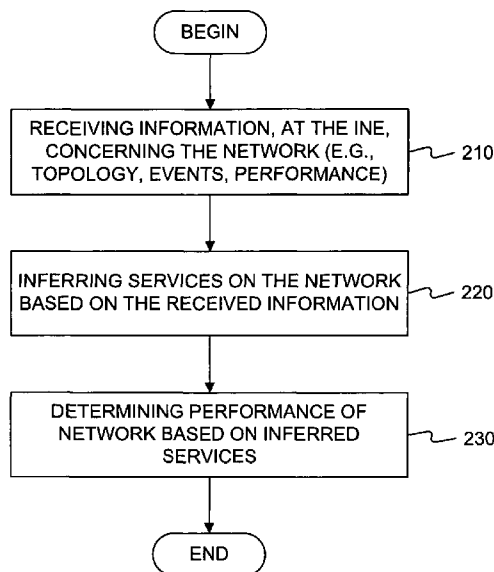 BEGIN
RECEIVING INFORMATION, AT THE INE,
CONCERNING THE NETWORK (E.G.,
TOPOLOGY, EVENTS, PERFORMANCE)
210
INFERRING SERVICES ON THE NETWORK
BASED ON THE RECEIVED INFORMATION
220
DETERMINING PERFORMANCE OF
NETWORK BASED ON INFERRED
SERVICES
230
END